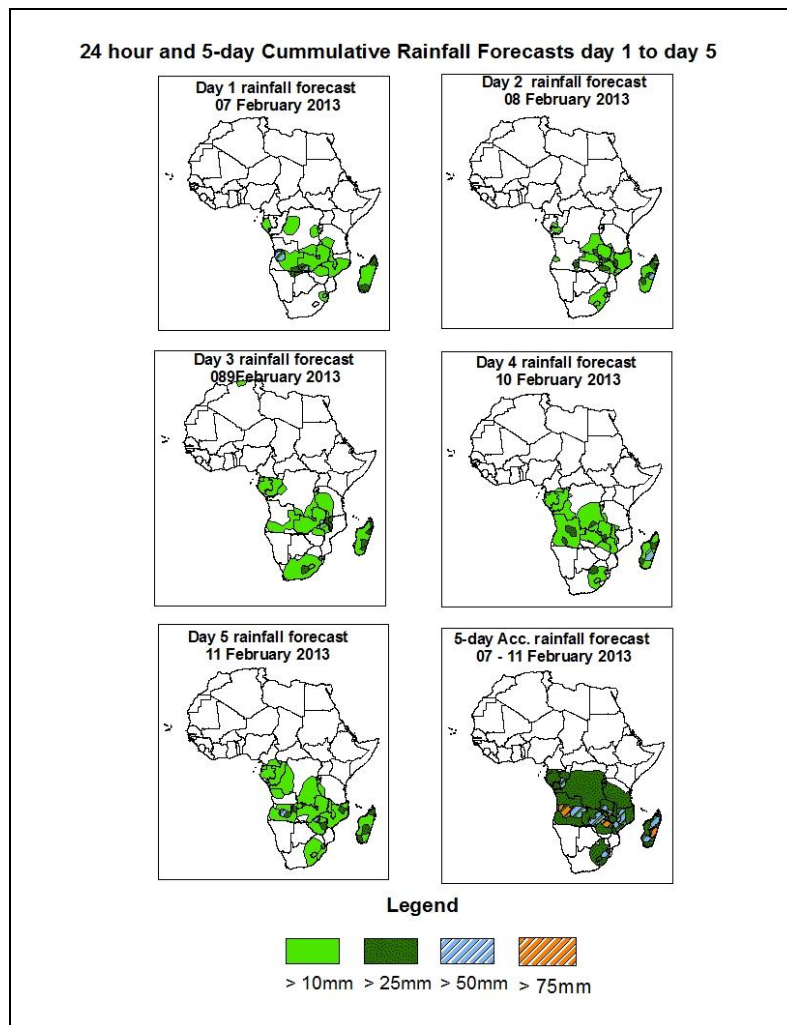 24 hour and 5-day Cummulative Rainfall Forecasts day 1 to day 5
Day 1 rainfall forecast
07 February 2013
Day 2 rainfall forecast
08 February 2013
Day 3 rainfall forecast
089February 2013
Day 4 rainfall forecast
10 February 2013
Day 5 rainfall forecast
11 February 2013
5-day Acc. rainfall forecast
07 - 11 February 2013
Legend
> 10mm > 25mm > 50mm > 75mm